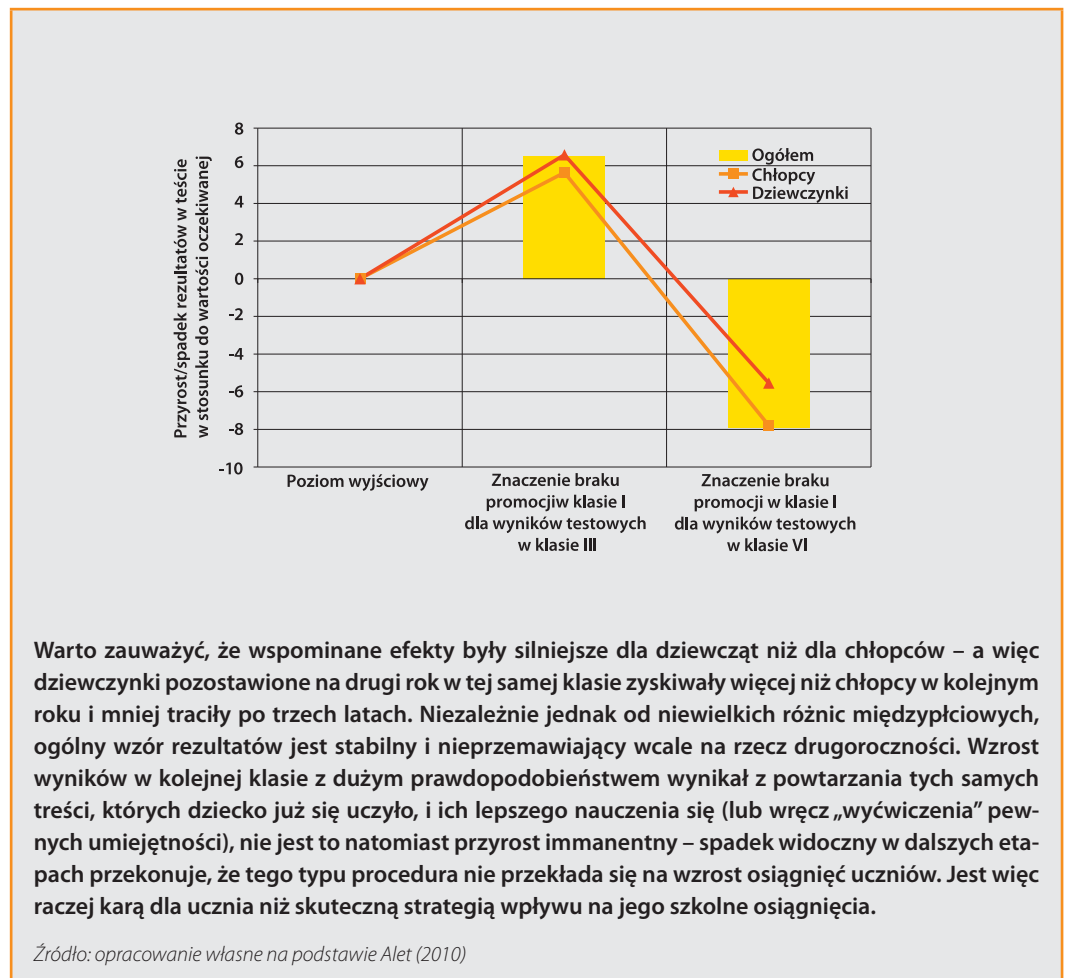 Przyrost/spadek rezultatów w teście
w stosunku do wartości oczekiwanej
8
6
4
2
0
-2
-4
-6
-8
-10
Ogółem
Chłopcy
Dziewczynki
Poziom wyjściowy
Znaczenie braku
promocjiw klasie I
dla wyników testowych
w klasie III
Znaczenie braku
promocji w klasie I
dla wyników testowych
w klasie VI
Warto zauważyć, że wspominane efekty były silniejsze dla dziewcząt niż dla chłopców – a więc
dziewczynki pozostawione na drugi rok w tej samej klasie zyskiwały więcej niż chłopcy w kolejnym
roku i mniej traciły po trzech latach. Niezależnie jednak od niewielkich różnic międzypłciowych,
ogólny wzór rezultatów jest stabilny i nieprzemawiający wcale na rzecz drugoroczności. Wzrost
wyników w kolejnej klasie z dużym prawdopodobieństwem wynikał z powtarzania tych samych
treści, których dziecko już się uczyło, i ich lepszego nauczenia się (lub wręcz „wyćwiczenia” pew-
nych umiejętności), nie jest to natomiast przyrost immanentny – spadek widoczny w dalszych eta-
pach przekonuje, że tego typu procedura nie przekłada się na wzrost osiągnięć uczniów. Jest więc
raczej karą dla ucznia niż skuteczną strategią wpływu na jego szkolne osiągnięcia.
Źródło: opracowanie własne na podstawie Alet (2010)